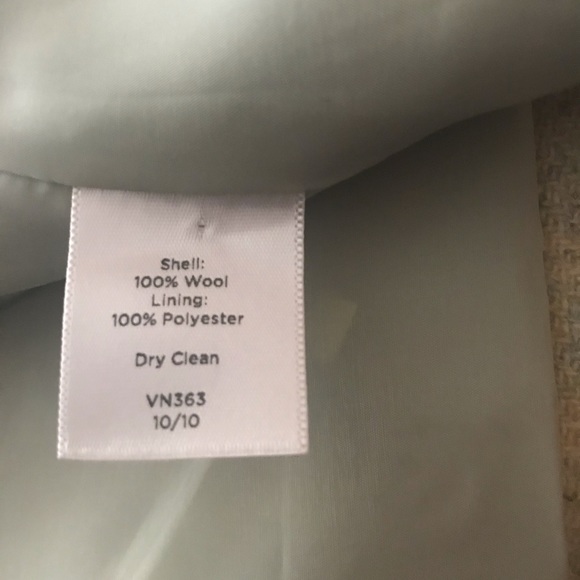 Shell:
100% Wool
Lining:
100% Polyester
Dry Clean
VN363
10/10